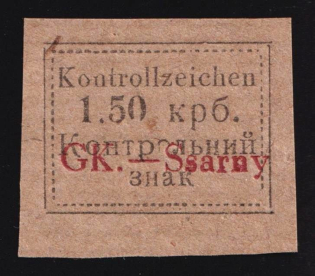 Kontrollzeichen
1.50 крб.
Контрольний
GK. — Ssarny
знак